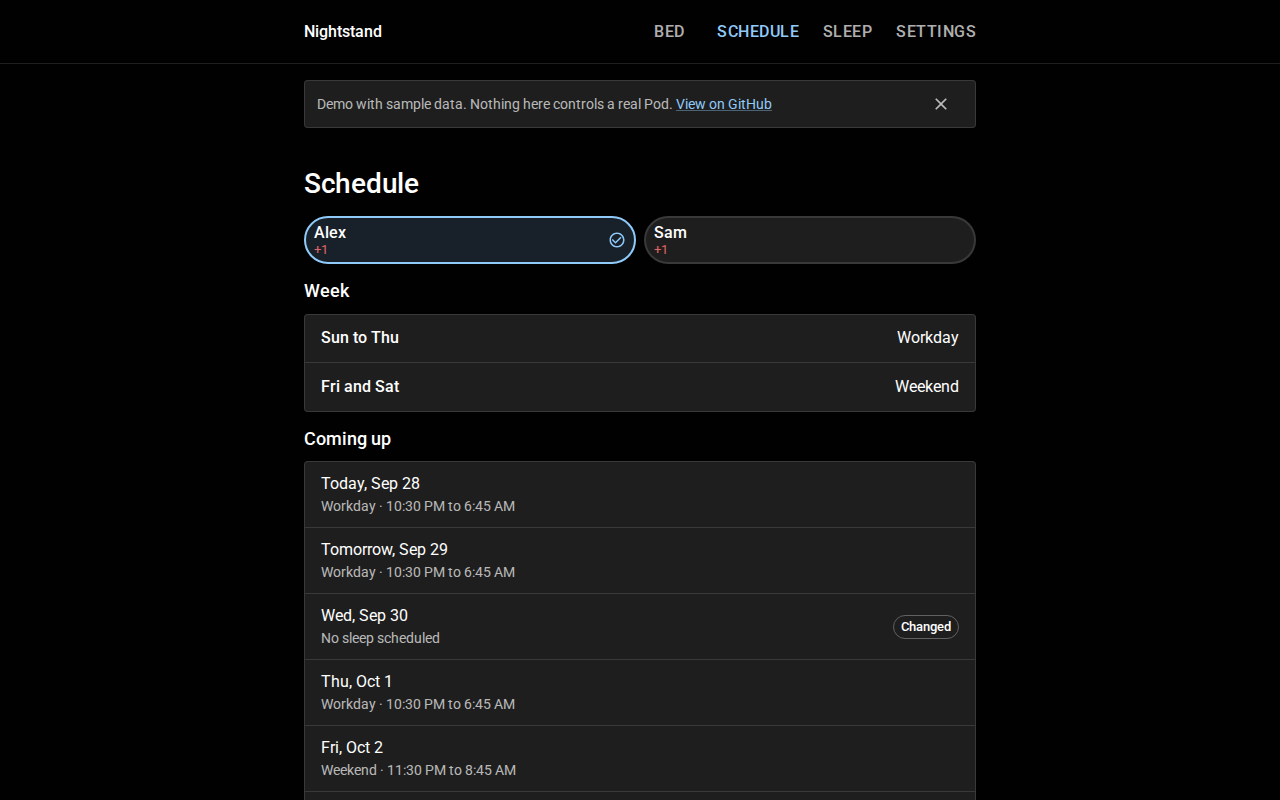 Nightstand BED SCHEDULE SLEEP SETTINGS
Demo with sample data. Nothing here controls a real Pod. View on GitHub
Schedule
Alex
+1
Sam
+1
Week
Sun to Thu Workday
Fri and Sat Weekend
Coming up
Today, Sep 28
Workday · 10:30 PM to 6:45 AM
Tomorrow, Sep 29
Workday · 10:30 PM to 6:45 AM
Wed, Sep 30
No sleep scheduled
Changed
Thu, Oct 1
Workday · 10:30 PM to 6:45 AM
Fri, Oct 2
Weekend · 11:30 PM to 8:45 AM